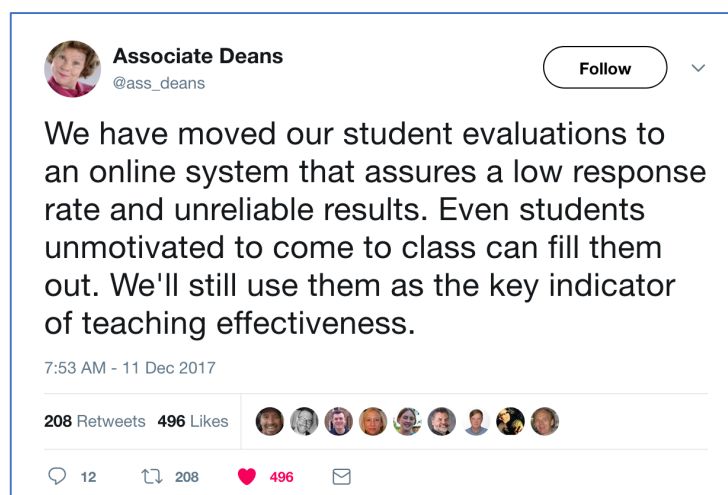 Associate Deans
@ass_deans
Follow
We have moved our student evaluations to
an online system that assures a low response
rate and unreliable results. Even students
unmotivated to come to class can fill them
out. We'll still use them as the key indicator
of teaching effectiveness.
7:53 AM - 11 Dec 2017
208 Retweets 496 Likes
12 208 496